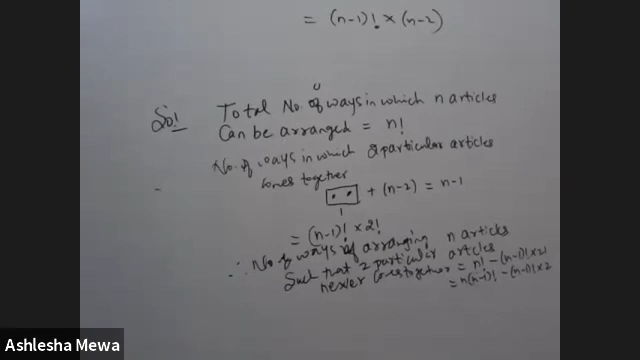 = (n-1)! × (n-2)
Sol
Total No. of ways in which n articles
Can be arranged = n!
No. of ways in which 2 particular articles
comes together
+ (n-2) = n-1
1
= (n-1)! × 2!
∴ No. of ways of arranging n articles
Such that 2 particular articles
never comes together = n! - (n-1)! × 2!
= n(n-1)! - (n-1)! × 2
Ashlesha Mewa